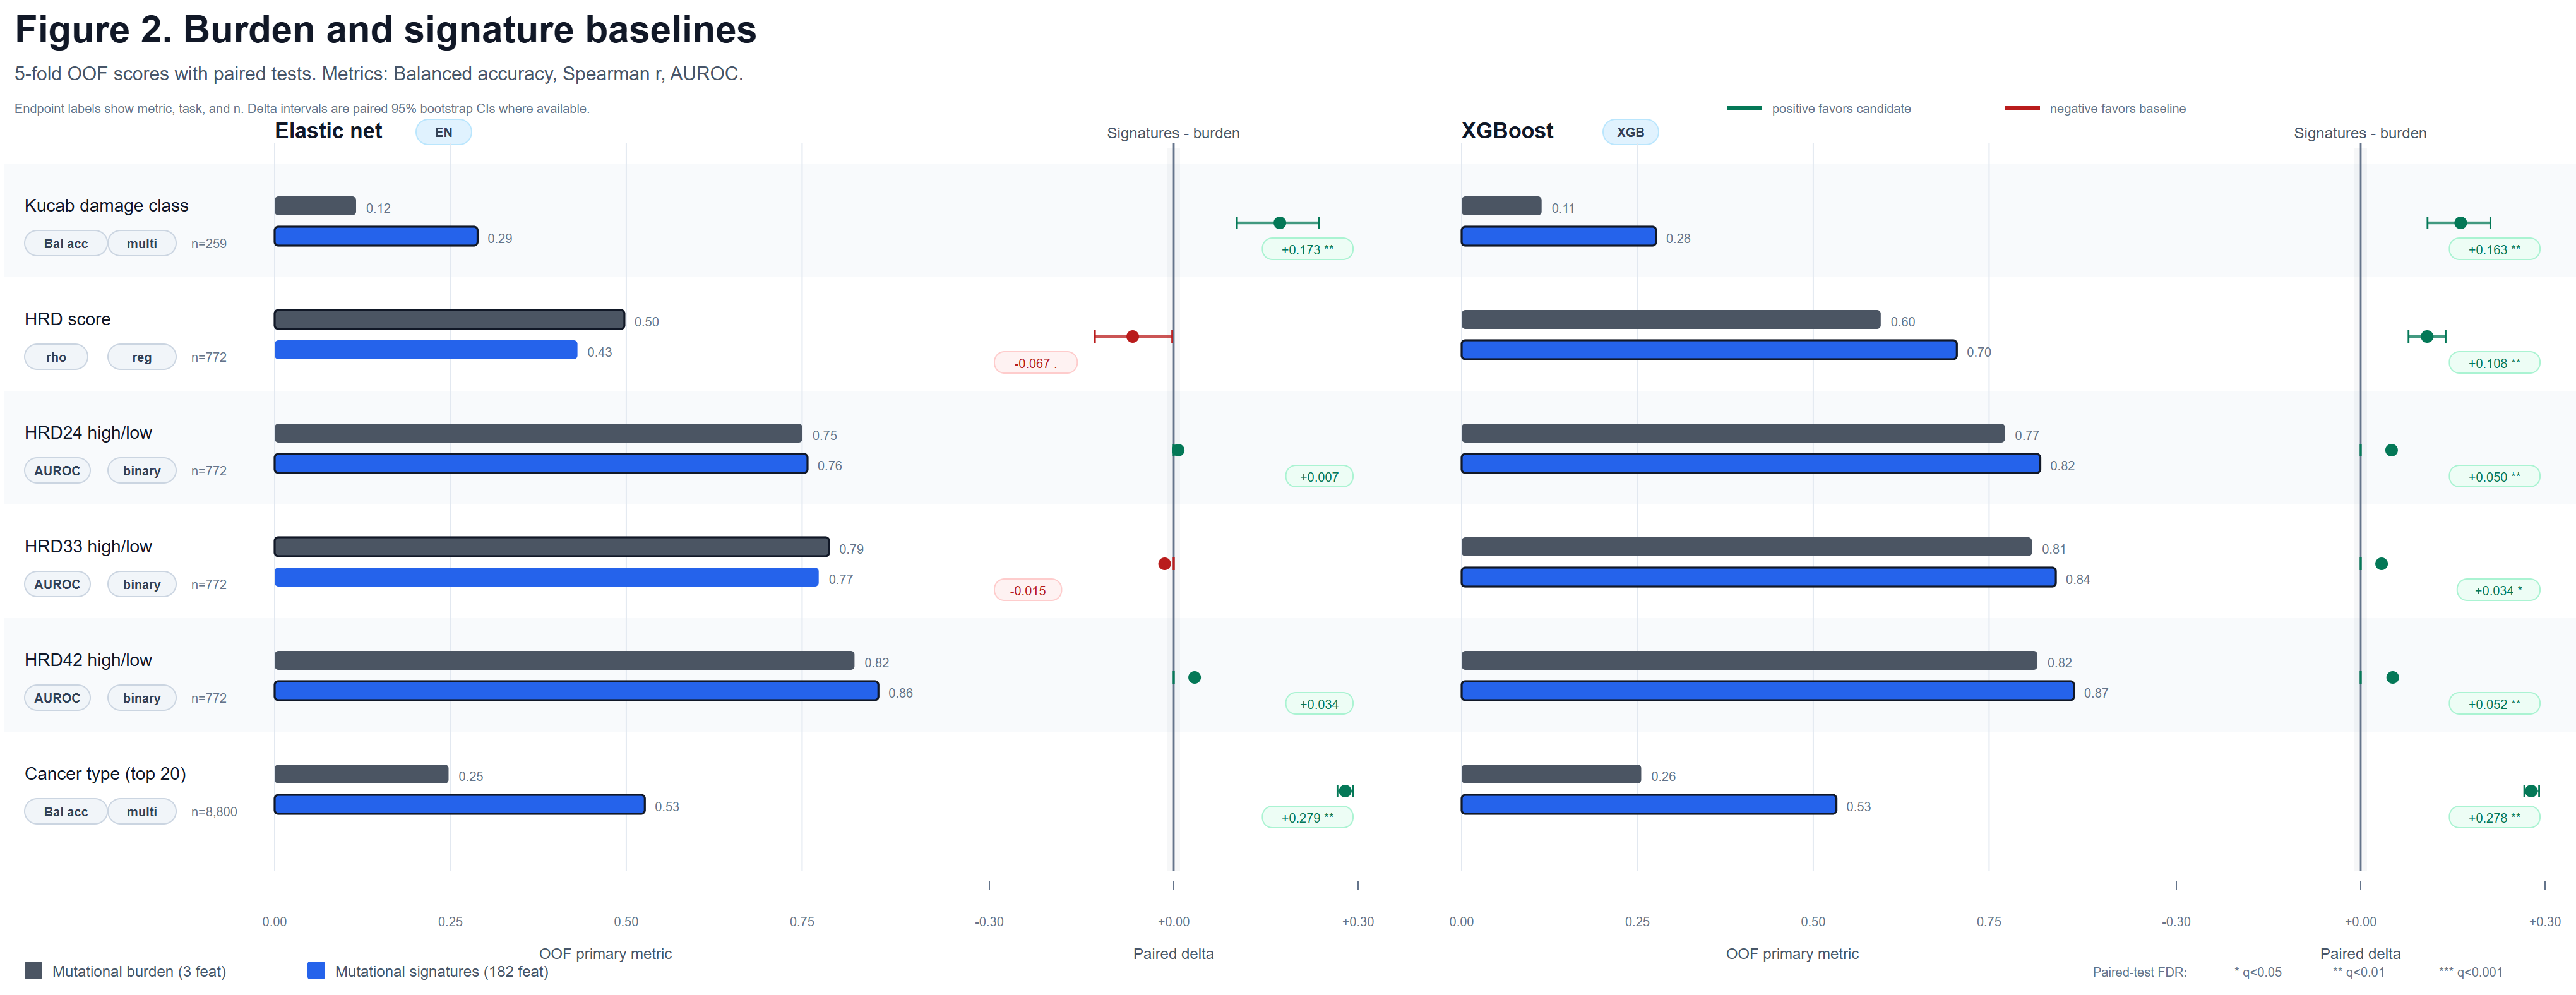 Figure 2. Burden and signature baselines
5-fold OOF scores with paired tests. Metrics: Balanced accuracy, Spearman r, AUROC.
Endpoint labels show metric, task, and n. Delta intervals are paired 95% bootstrap CIs where available.
positive favors candidate
negative favors baseline
Elastic net EN
Signatures - burden
XGBoost XGB
Signatures - burden
Kucab damage class
Bal acc multi n=259
0.12
0.29
+0.173 **
0.11
0.28
+0.163 **
HRD score
rho reg n=772
0.50
0.43
-0.067 .
0.60
0.70
+0.108 **
HRD24 high/low
AUROC binary n=772
0.75
0.76
+0.007
0.77
0.82
+0.050 **
HRD33 high/low
AUROC binary n=772
0.79
0.77
-0.015
0.81
0.84
+0.034 *
HRD42 high/low
AUROC binary n=772
0.82
0.86
+0.034
0.82
0.87
+0.052 **
Cancer type (top 20)
Bal acc multi n=8,800
0.25
0.53
+0.279 **
0.26
0.53
+0.278 **
0.00 0.25 0.50 0.75 -0.30 +0.00 +0.30 0.00 0.25 0.50 0.75 -0.30 +0.00 +0.30
OOF primary metric Paired delta OOF primary metric Paired delta
Mutational burden (3 feat) Mutational signatures (182 feat)
Paired-test FDR: * q<0.05 ** q<0.01 *** q<0.001